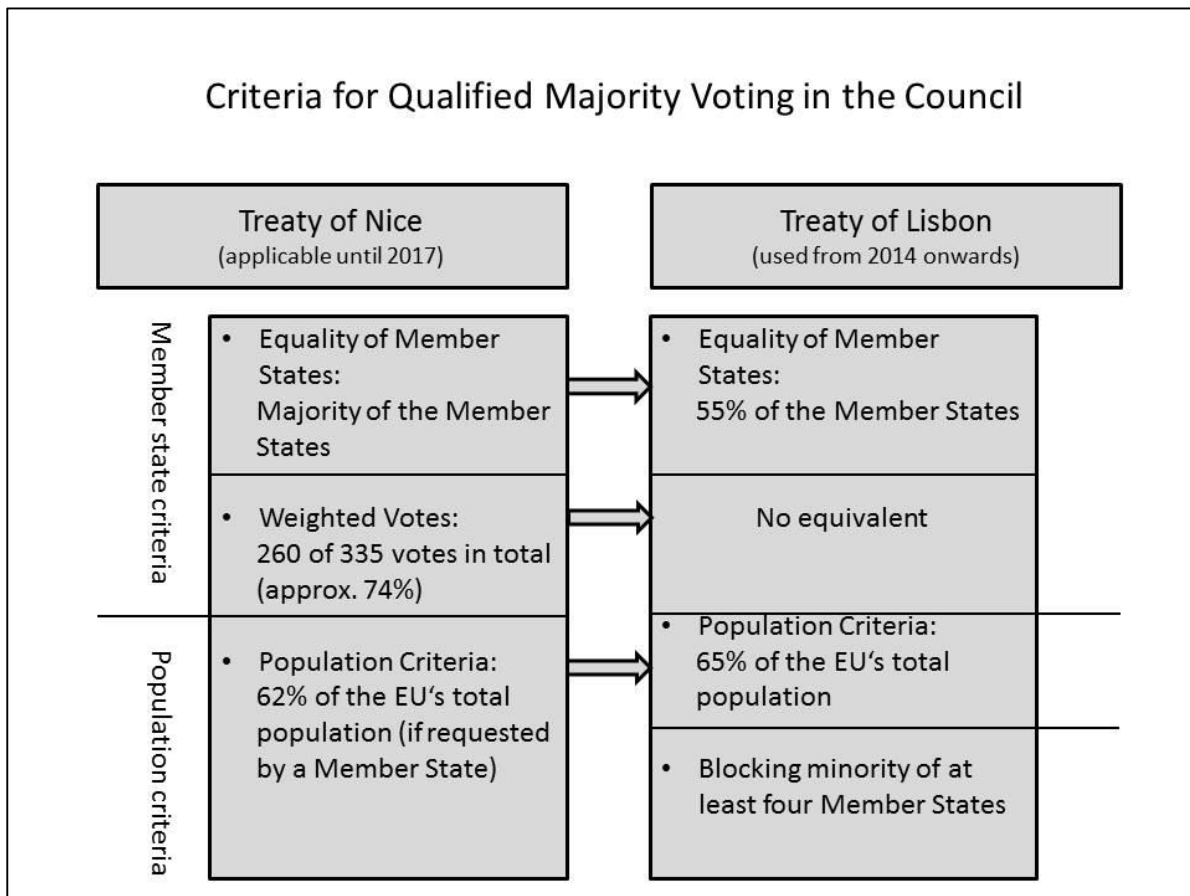 Criteria for Qualified Majority Voting in the Council
Treaty of Nice
(applicable until 2017)
Treaty of Lisbon
(used from 2014 onwards)
Member state criteria
• Equality of Member
States:
Majority of the Member
States
• Equality of Member
States:
55% of the Member States
• Weighted Votes:
260 of 335 votes in total
(approx. 74%)
No equivalent
Population criteria
• Population Criteria:
62% of the EU‘s total
population (if requested
by a Member State)
• Population Criteria:
65% of the EU‘s total
population
• Blocking minority of at
least four Member States